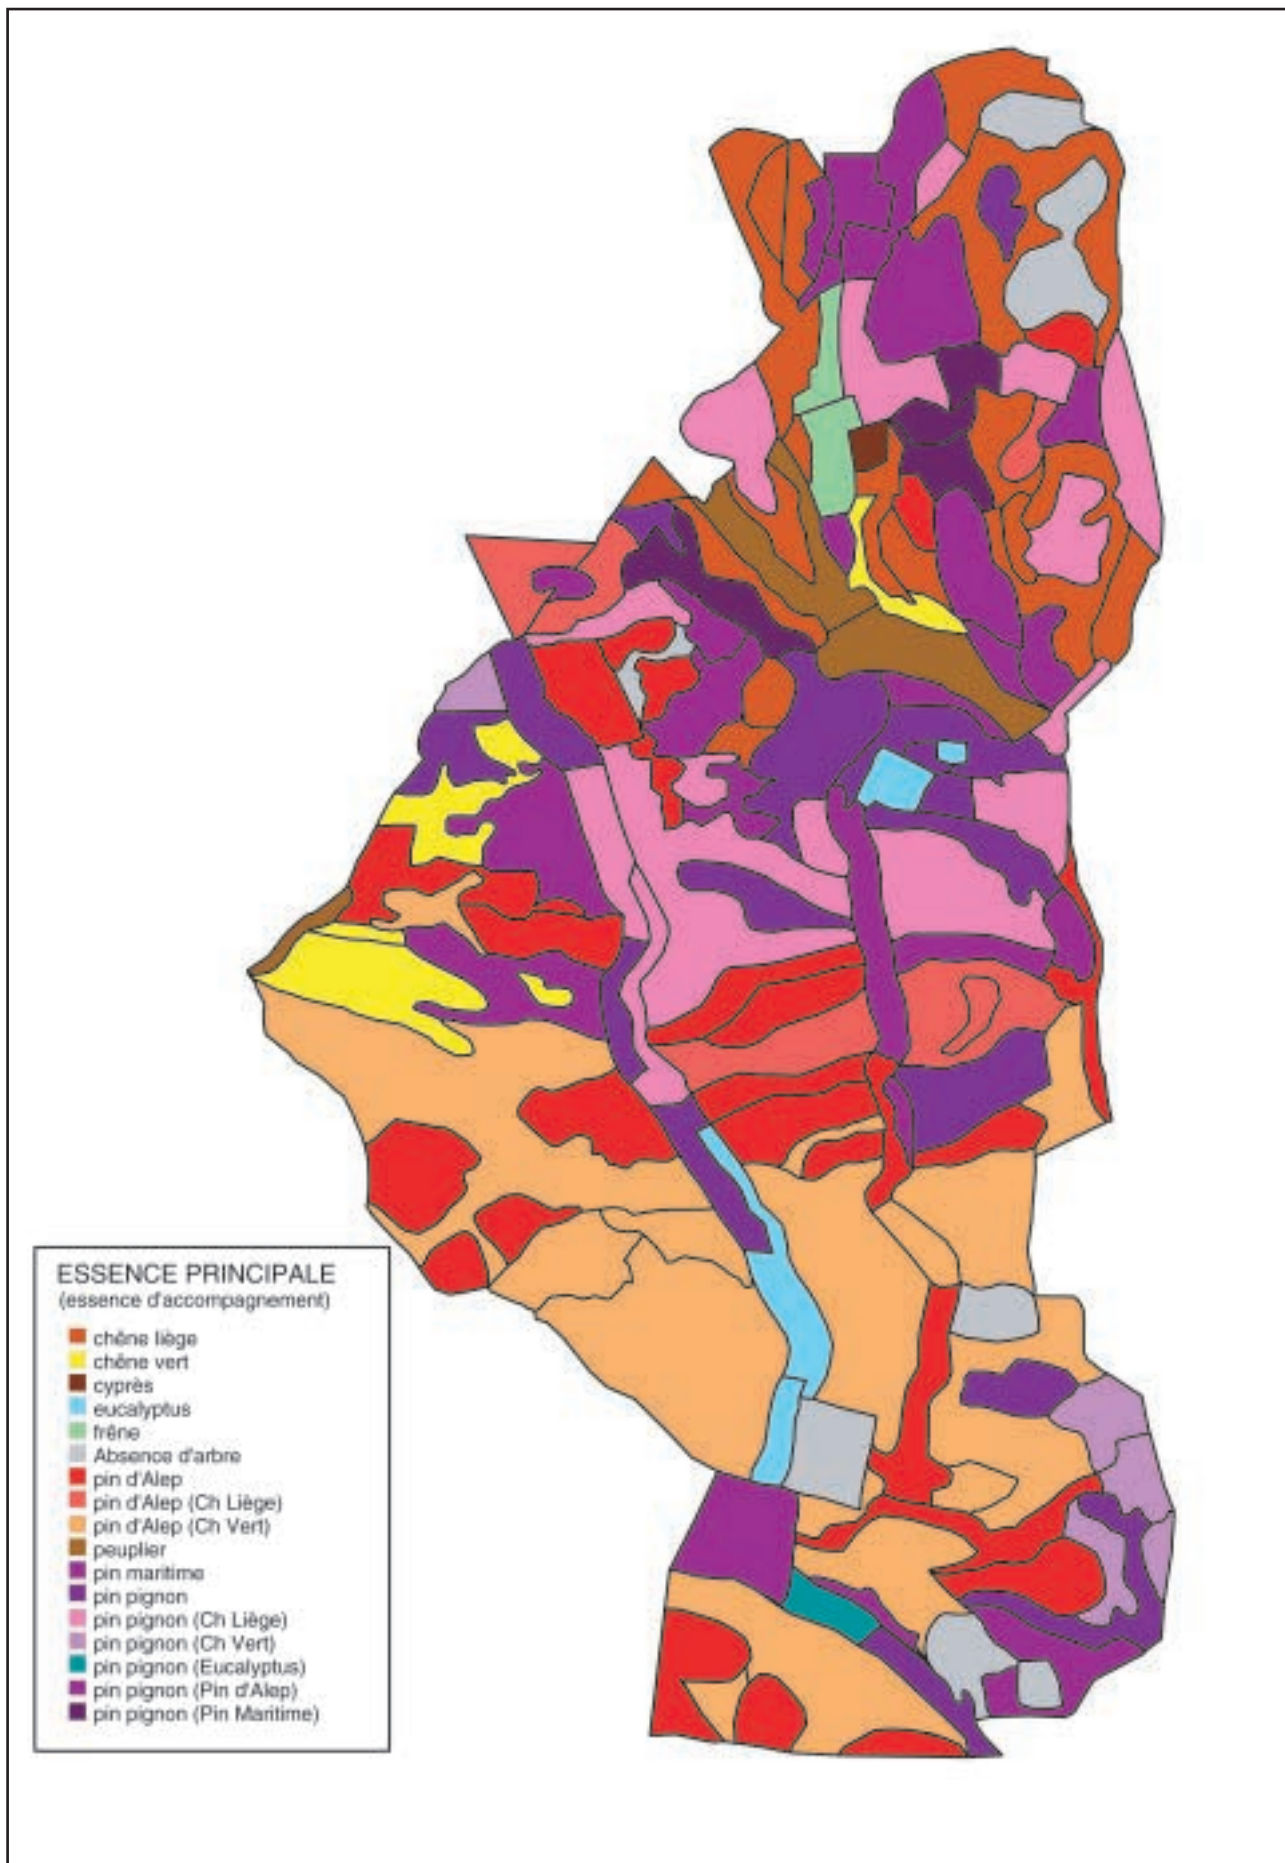 ESSENCE PRINCIPALE
(essence d'accompagnement)
chêne liège
chêne vert
cyprès
eucalyptus
frêne
Absence d'arbre
pin d'Alep
pin d'Alep (Ch Liège)
pin d'Alep (Ch Vert)
peuplier
pin maritime
pin pignon
pin pignon (Ch Liège)
pin pignon (Ch Vert)
pin pignon (Eucalyptus)
pin pignon (Pin d'Alep)
pin pignon (Pin Maritime)